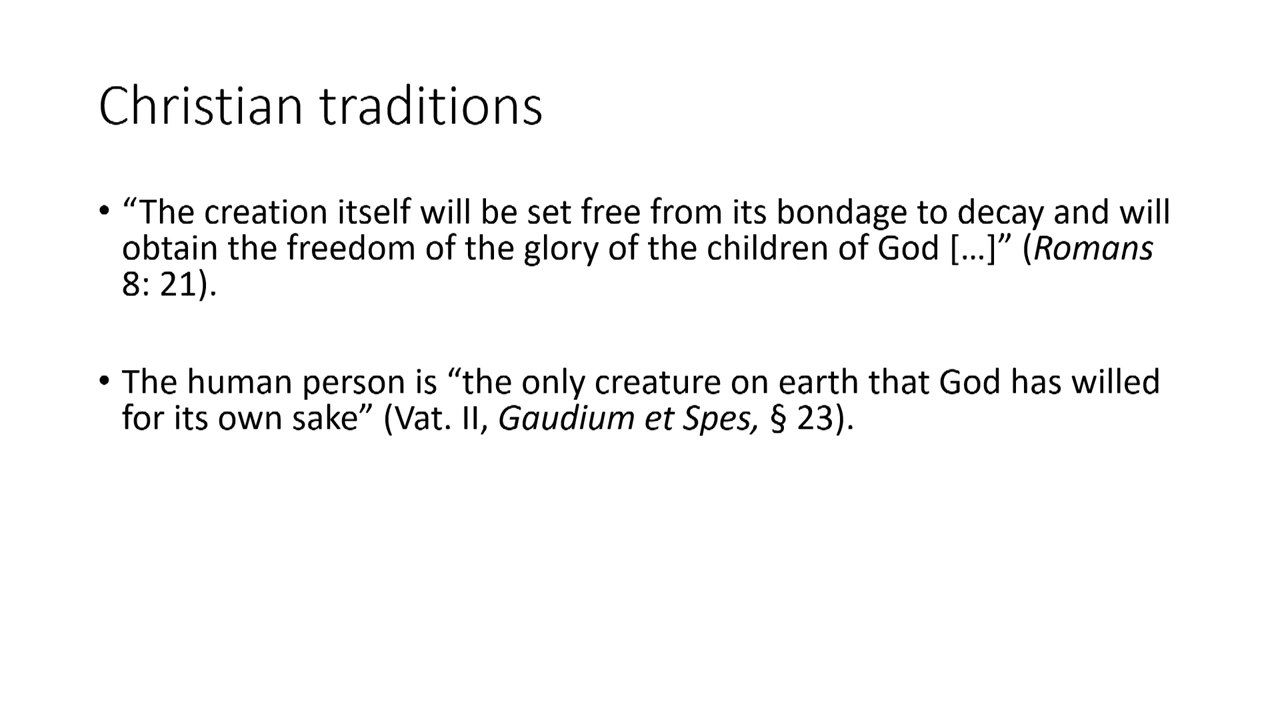 Christian traditions
• “The creation itself will be set free from its bondage to decay and will
obtain the freedom of the glory of the children of God [...]” (Romans
8: 21).
• The human person is “the only creature on earth that God has willed
for its own sake” (Vat. II, Gaudium et Spes, § 23).